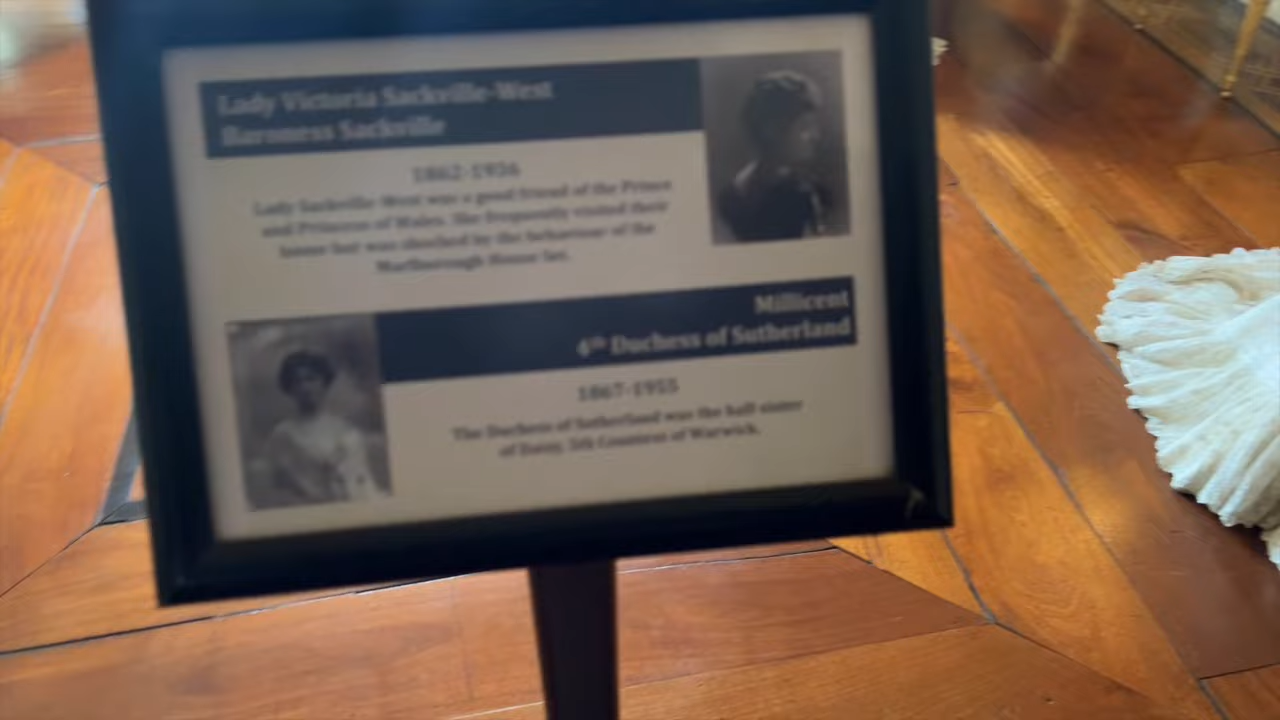 Lady Victoria Sackville-West
Baroness Sackville
1862-1936
Lady Sackville-West was a good friend of the Prince
and Princess of Wales. She frequently visited their
home but was shocked by the behaviour of the
Marlborough House Set.
Millicent
4th Duchess of Sutherland
1867-1955
The Duchess of Sutherland was the half-sister
of Daisy, 5th Countess of Warwick.